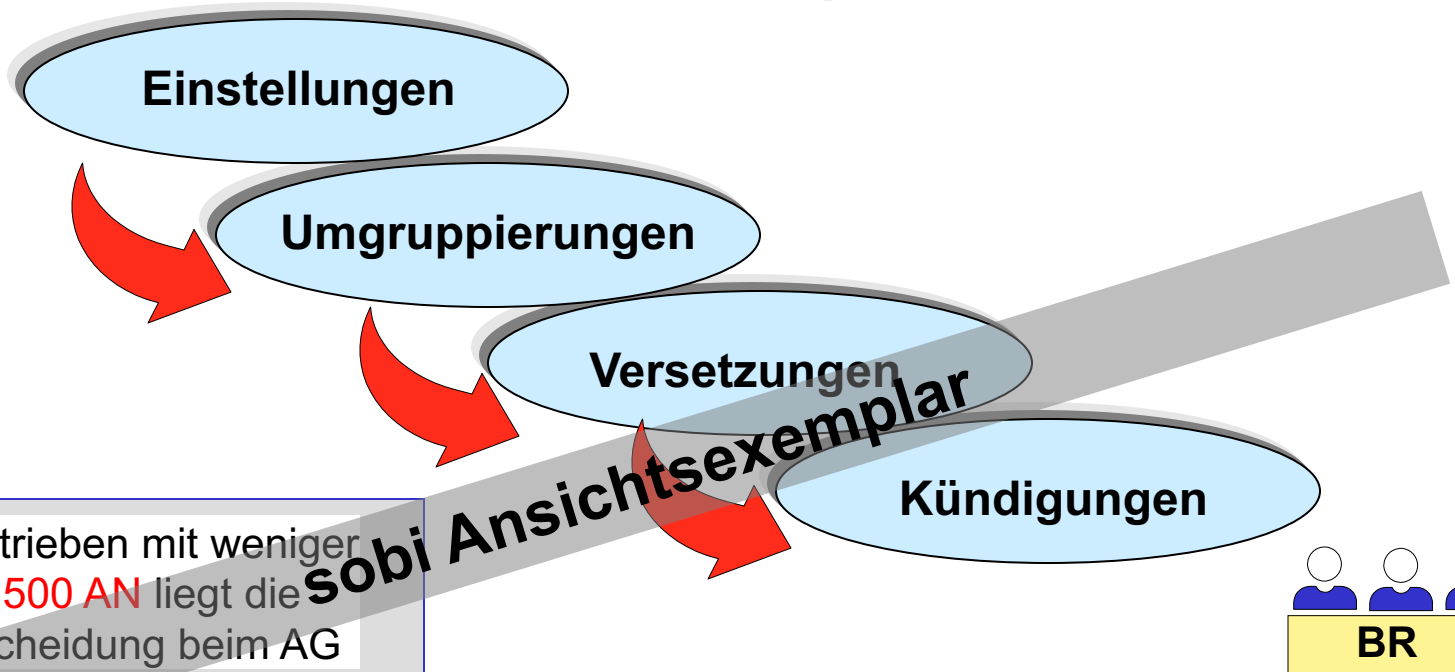 Einstellungen
Umgruppierungen
Versetzungen
sobi Ansichtsexemplar
Kündigungen
trieben mit weniger
500 AN liegt die
cheidung beim AG
BR